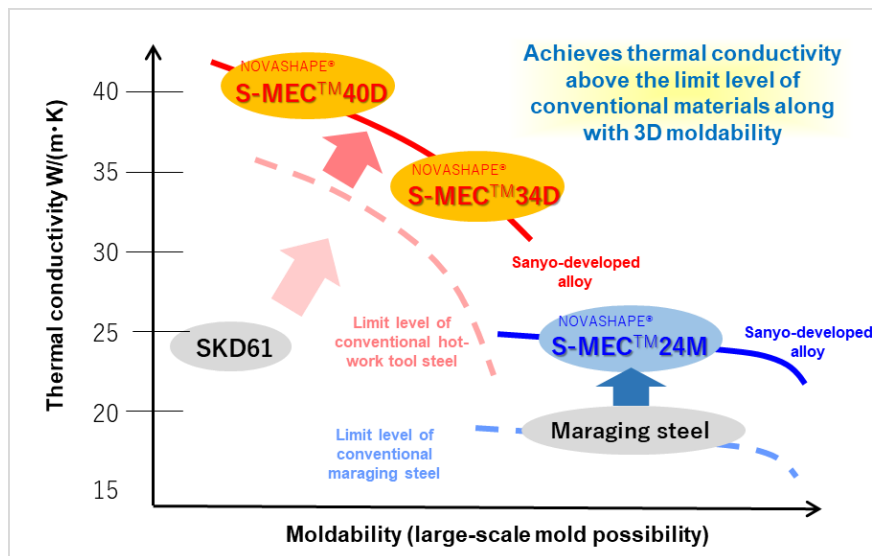 Achieves thermal conductivity
above the limit level of
conventional materials along
with 3D moldability
Thermal conductivity W/(m・K)
40
35
30
25
20
15
NOVASHAPE®
S-MEC™40D
NOVASHAPE®
S-MEC™34D
Sanyo-developed
alloy
SKD61
Limit level of
conventional hot-
work tool steel
NOVASHAPE®
S-MEC™24M
Sanyo-developed
alloy
Maraging steel
Limit level of
conventional
maraging steel
Moldability (large-scale mold possibility)